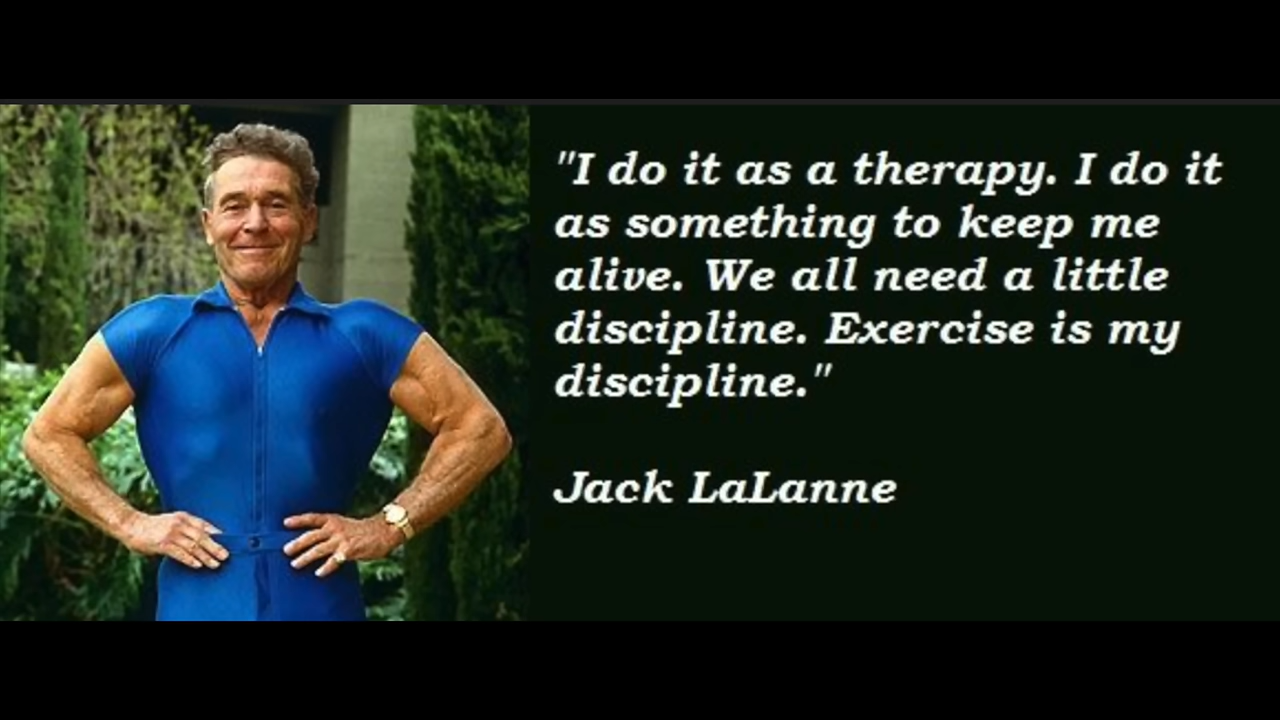 "I do it as a therapy. I do it
as something to keep me
alive. We all need a little
discipline. Exercise is my
discipline."
Jack LaLanne